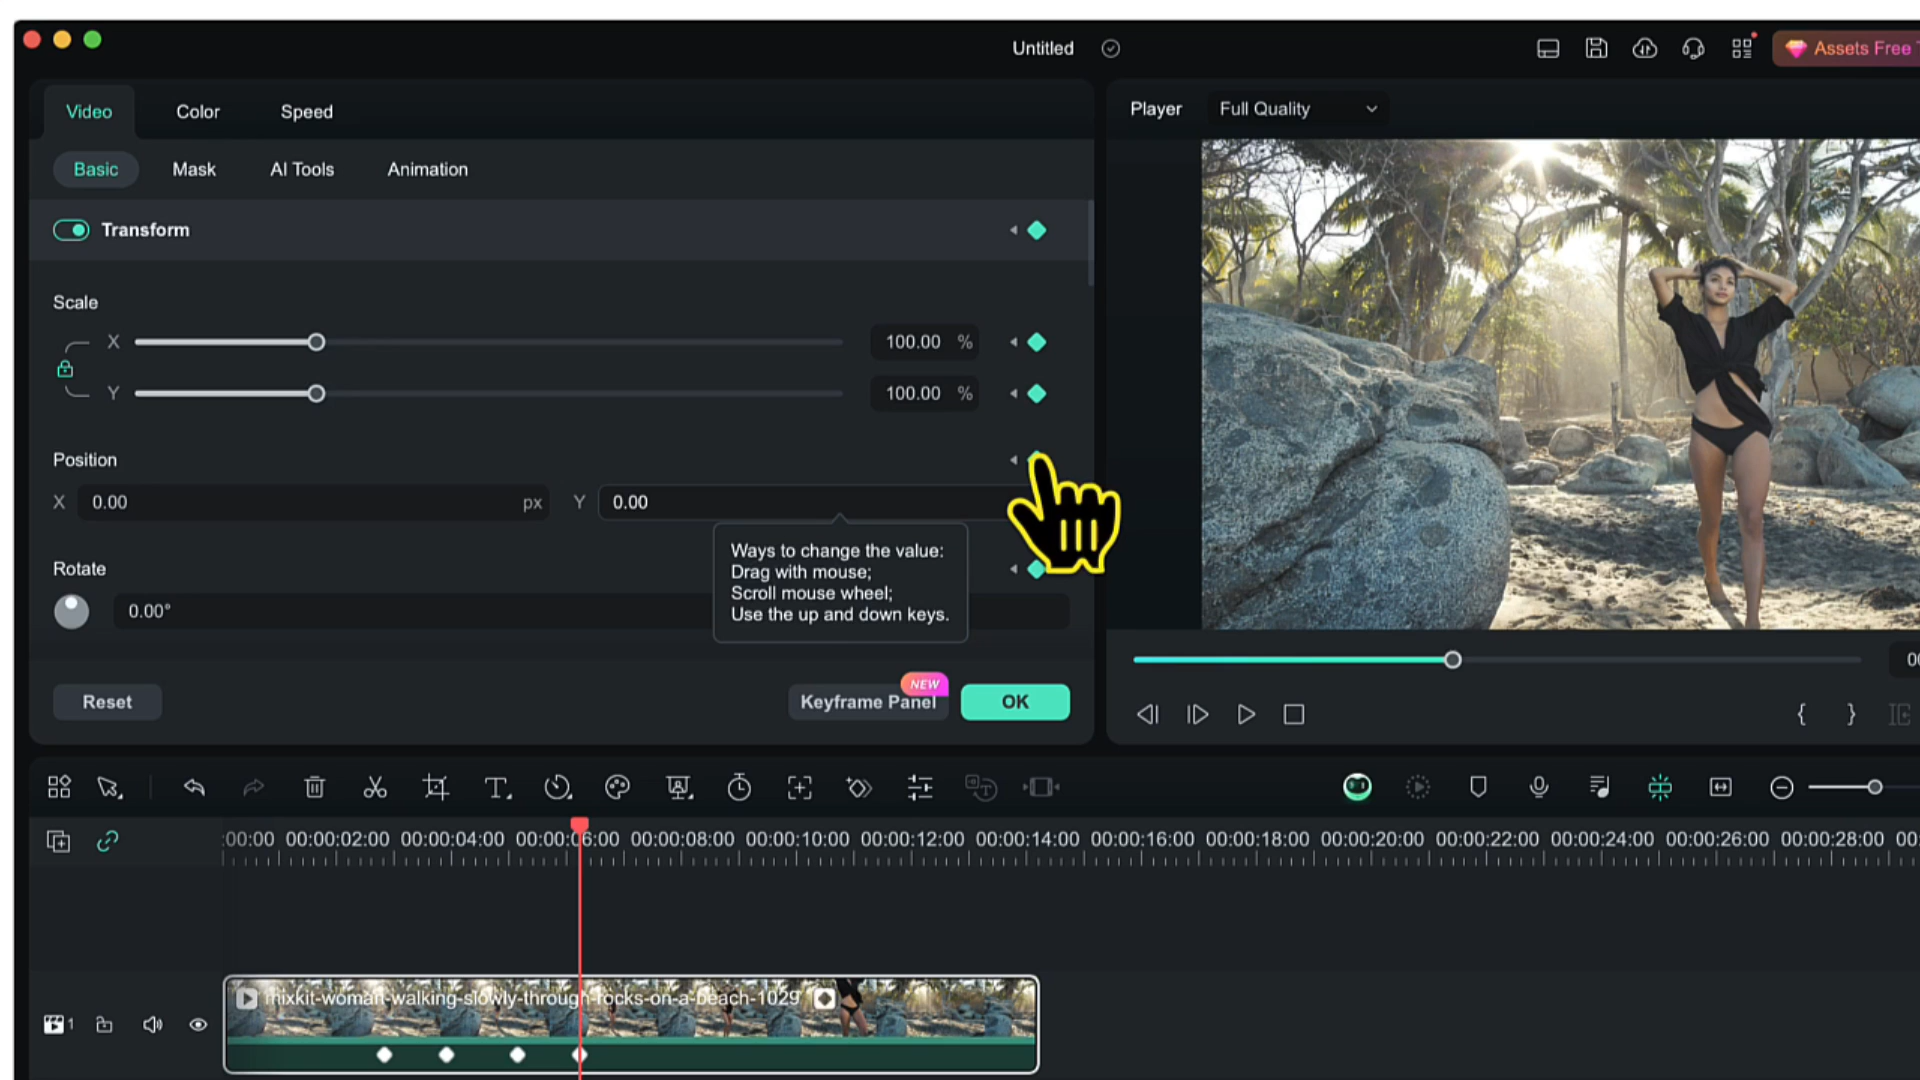 Untitled
Assets Free
Video
Color
Speed
Basic
Mask
AI Tools
Animation
Transform
Scale
X
100.00 %
Y
100.00 %
Position
X 0.00 px
Y 0.00
Ways to change the value:
Drag with mouse;
Scroll mouse wheel;
Use the up and down keys.
Rotate
0.00°
Reset
NEW
Keyframe Panel
OK
Player
Full Quality
:00:00 00:00:02:00 00:00:04:00 00:00:06:00 00:00:08:00 00:00:10:00 00:00:12:00 00:00:14:00 00:00:16:00 00:00:18:00 00:00:20:00 00:00:22:00 00:00:24:00 00:00:26:00 00:00:28:00 00:
mixkit-woman-walking-slowly-through-rocks-on-a-beach-1029
1